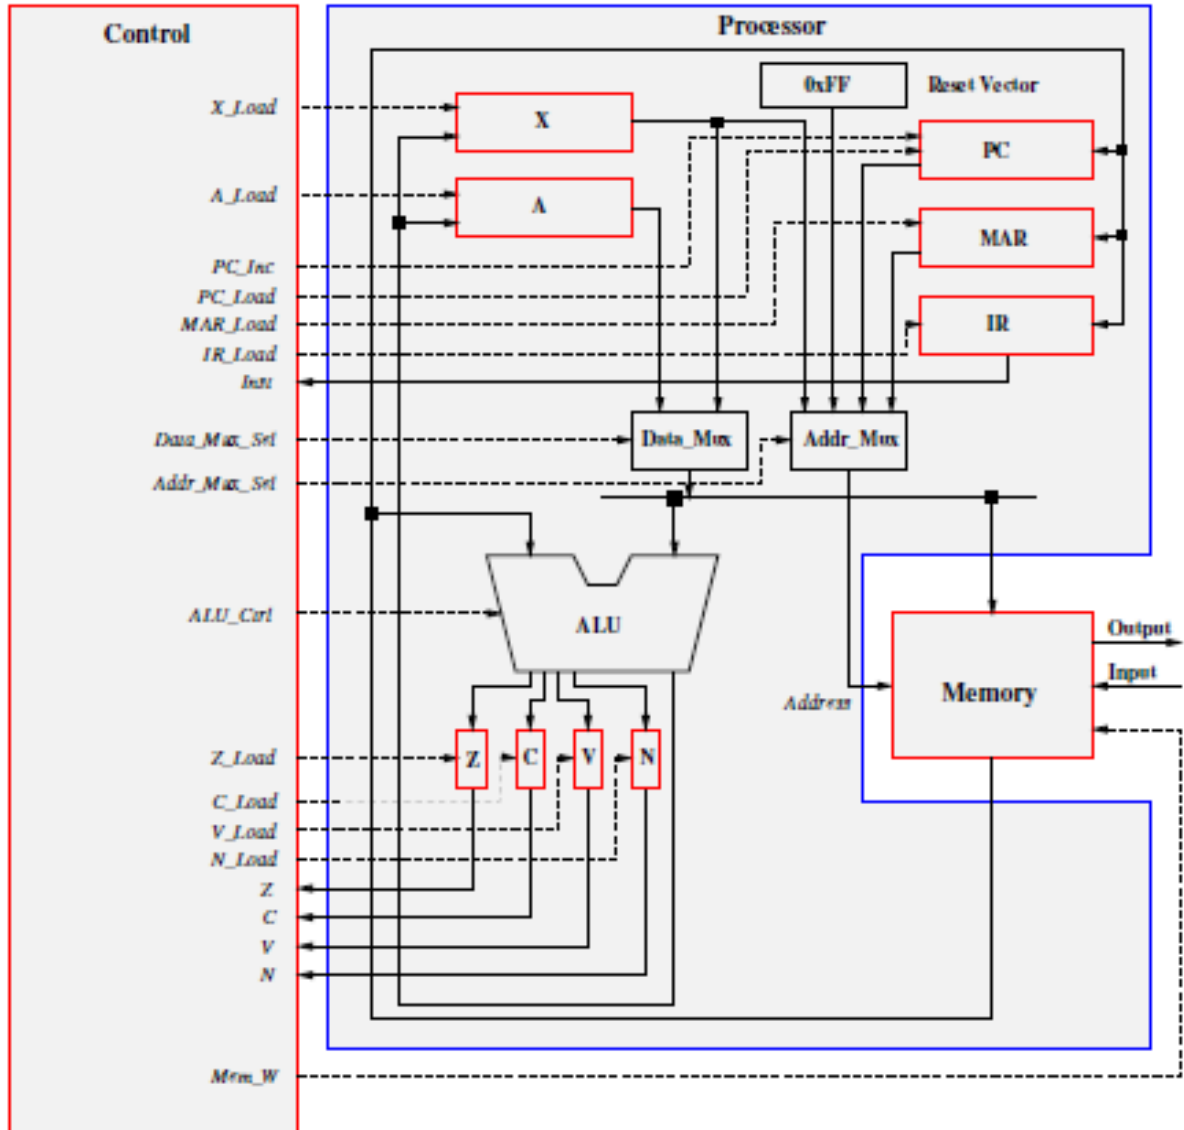 Control
Processor
0xFF
Reset Vector
X_Load
X
PC
A_Load
A
MAR
PC_Inc
PC_Load
MAR_Load
IR
IR_Load
Inst
Data_Mux_Sel
Data_Mux
Addr_Mux
Addr_Mux_Sel
ALU_Ctrl
ALU
Output
Input
Memory
Address
Z_Load
Z
C
V
N
C_Load
V_Load
N_Load
Z
C
V
N
Mem_W